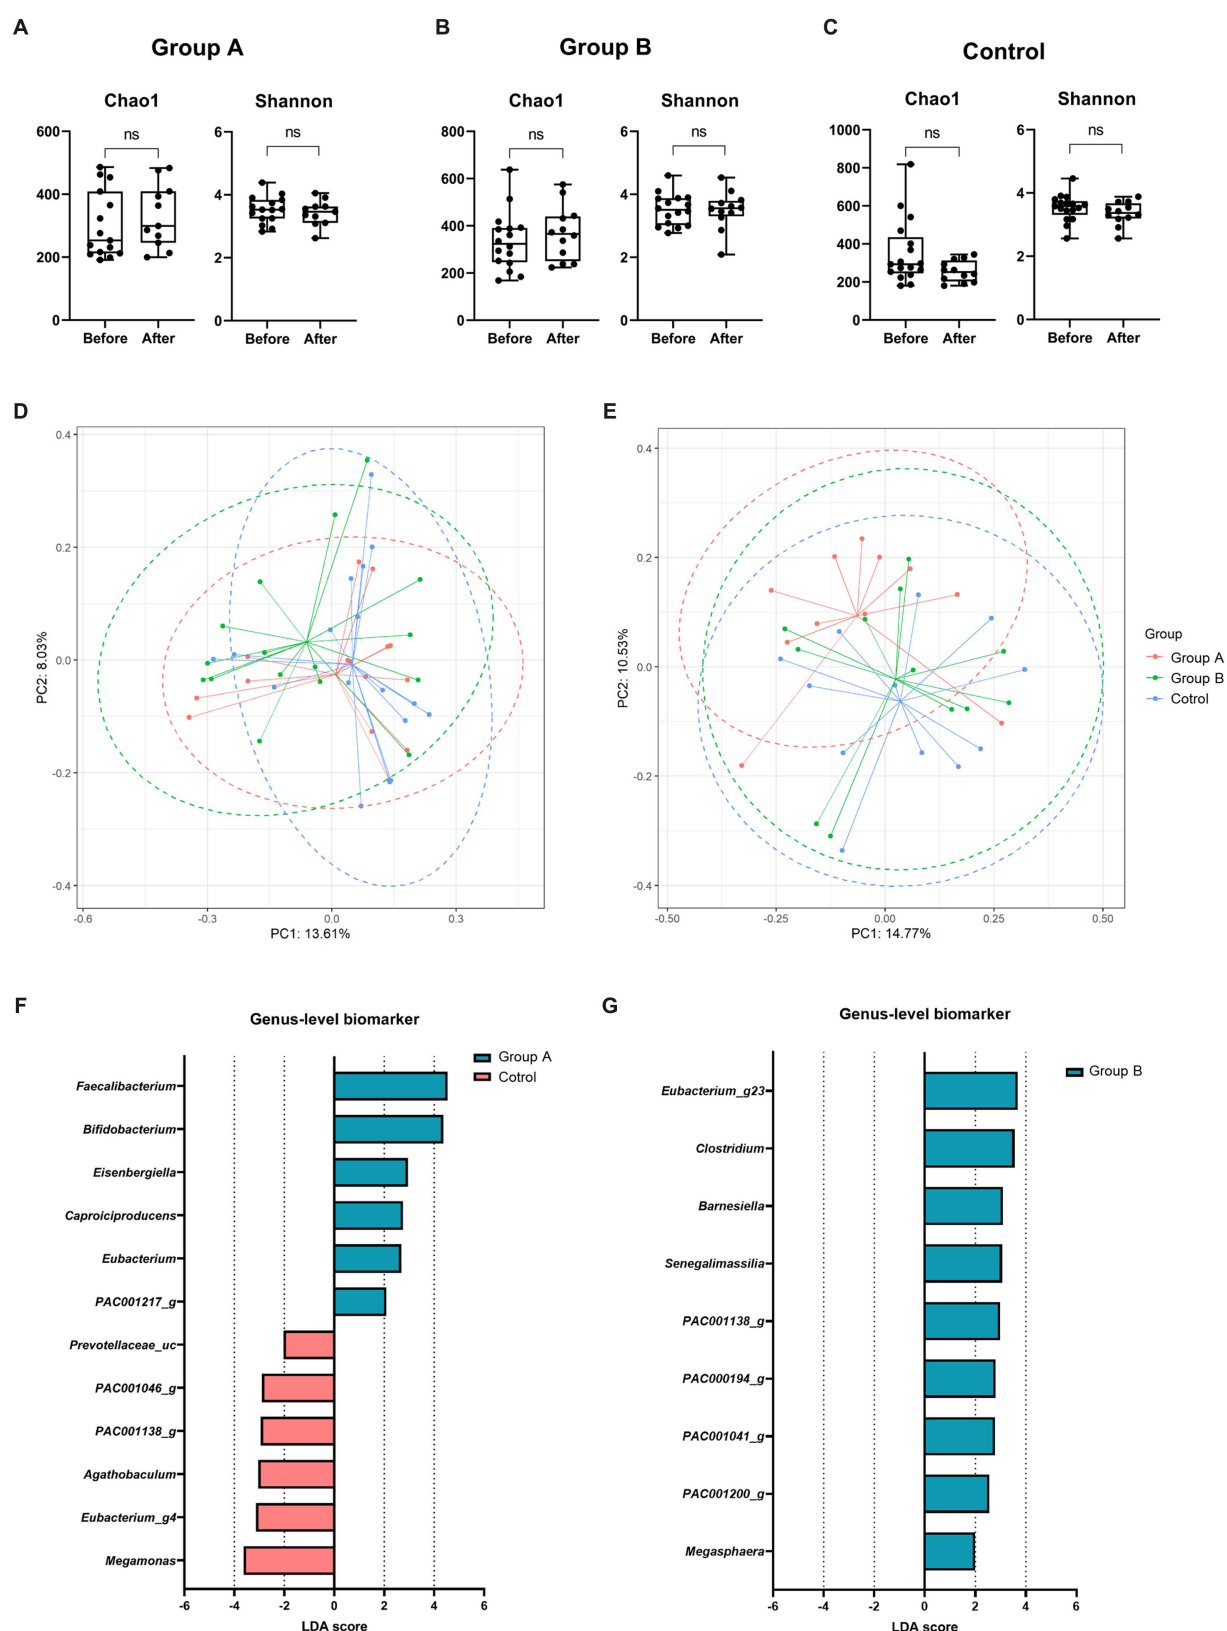 A
Group A
Chao1
Shannon
ns
ns
600
400
200
0
6
4
2
0
Before
After
Before
After
B
Group B
Chao1
Shannon
ns
ns
800
600
400
200
0
6
4
2
0
Before
After
Before
After
C
Control
Chao1
Shannon
ns
ns
1000
800
600
400
200
0
6
4
2
0
Before
After
Before
After
D
PC2: 8.03%
0.4
0.2
0.0
-0.2
-0.4
-0.6
-0.3
0.0
0.3
PC1: 13.61%
E
PC2: 10.53%
0.4
0.2
0.0
-0.2
-0.4
-0.50
-0.25
0.00
0.25
0.50
PC1: 14.77%
Group
Group A
Group B
Cotrol
F
Genus-level biomarker
Group A
Cotrol
Faecalibacterium
Bifidobacterium
Eisenbergiella
Caproiciproducens
Eubacterium
PAC001217_g
Prevotellaceae_uc
PAC001046_g
PAC001138_g
Agathobaculum
Eubacterium_g4
Megamonas
-6
-4
-2
0
2
4
6
LDA score
G
Genus-level biomarker
Group B
Eubacterium_g23
Clostridium
Barnesiella
Senegalimassilia
PAC001138_g
PAC000194_g
PAC001041_g
PAC001200_g
Megasphaera
-6
-4
-2
0
2
4
6
LDA score